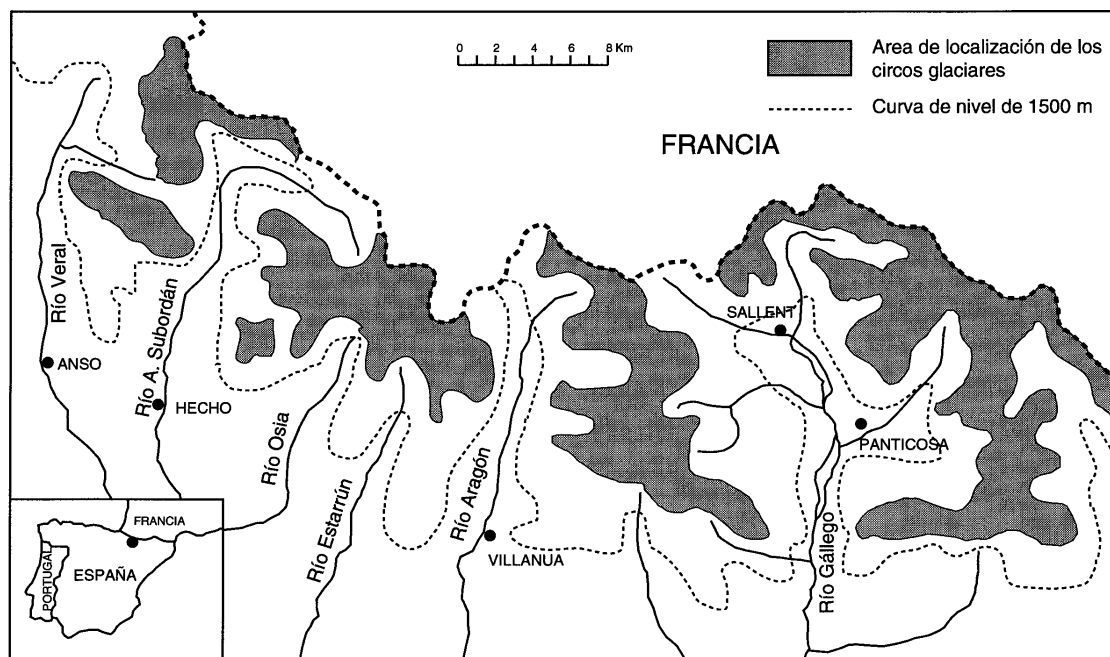 0 2 4 6 8 Km
Area de localización de los
circos glaciares
Curva de nivel de 1500 m
FRANCIA
Río Veral
ANSO
Río A. Subordán
HECHO
Río Osia
Río Estarrún
Río Aragón
VILLANUA
SALLENT
PANTICOSA
Río Gállego
FRANCIA
ESPAÑA
PORTUGAL